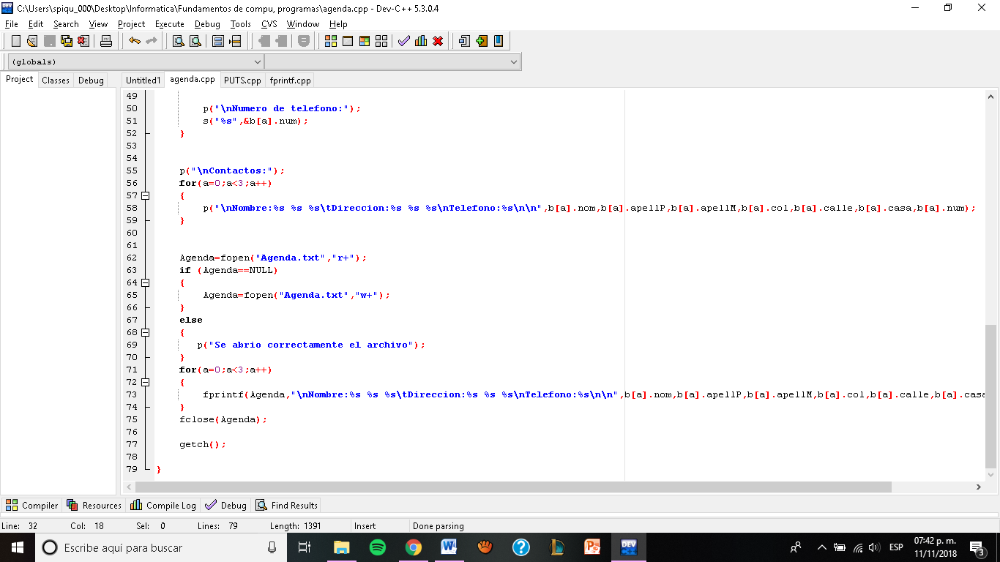 C:\Users\spiqu_000\Desktop\Informatica\Fundamentos de compu, programas\agenda.cpp - Dev-C++ 5.3.0.4
File Edit Search View Project Execute Debug Tools CVS Window Help
(globals)
Project Classes Debug
Untitled1 agenda.cpp PUTS.cpp fprintf.cpp
49
50 p("\nNumero de telefono:");
51 s("%s",&b[a].num);
52 }
53
54
55 p("\nContactos:");
56 for(a=0;a<3;a++)
57 {
58 p("\nNombre:%s %s %s\tDireccion:%s %s %s\nTelefono:%s\n\n",b[a].nom,b[a].apellP,b[a].apellM,b[a].col,b[a].calle,b[a].casa,b[a].num);
59 }
60
61
62 Agenda=fopen("Agenda.txt","r+");
63 if (Agenda==NULL)
64 {
65 Agenda=fopen("Agenda.txt","w+");
66 }
67 else
68 {
69 p("Se abrio correctamente el archivo");
70 }
71 for(a=0;a<3;a++)
72 {
73 fprintf(Agenda,"\nNombre:%s %s %s\tDireccion:%s %s %s\nTelefono:%s\n\n",b[a].nom,b[a].apellP,b[a].apellM,b[a].col,b[a].calle,b[a].casa
74 }
75 fclose(Agenda);
76
77 getch();
78
79 }
Compiler Resources Compile Log Debug Find Results
Line: 32 Col: 18 Sel: 0 Lines: 79 Length: 1391 Insert Done parsing
Escribe aquí para buscar
ESP
07:42 p. m.
11/11/2018
3